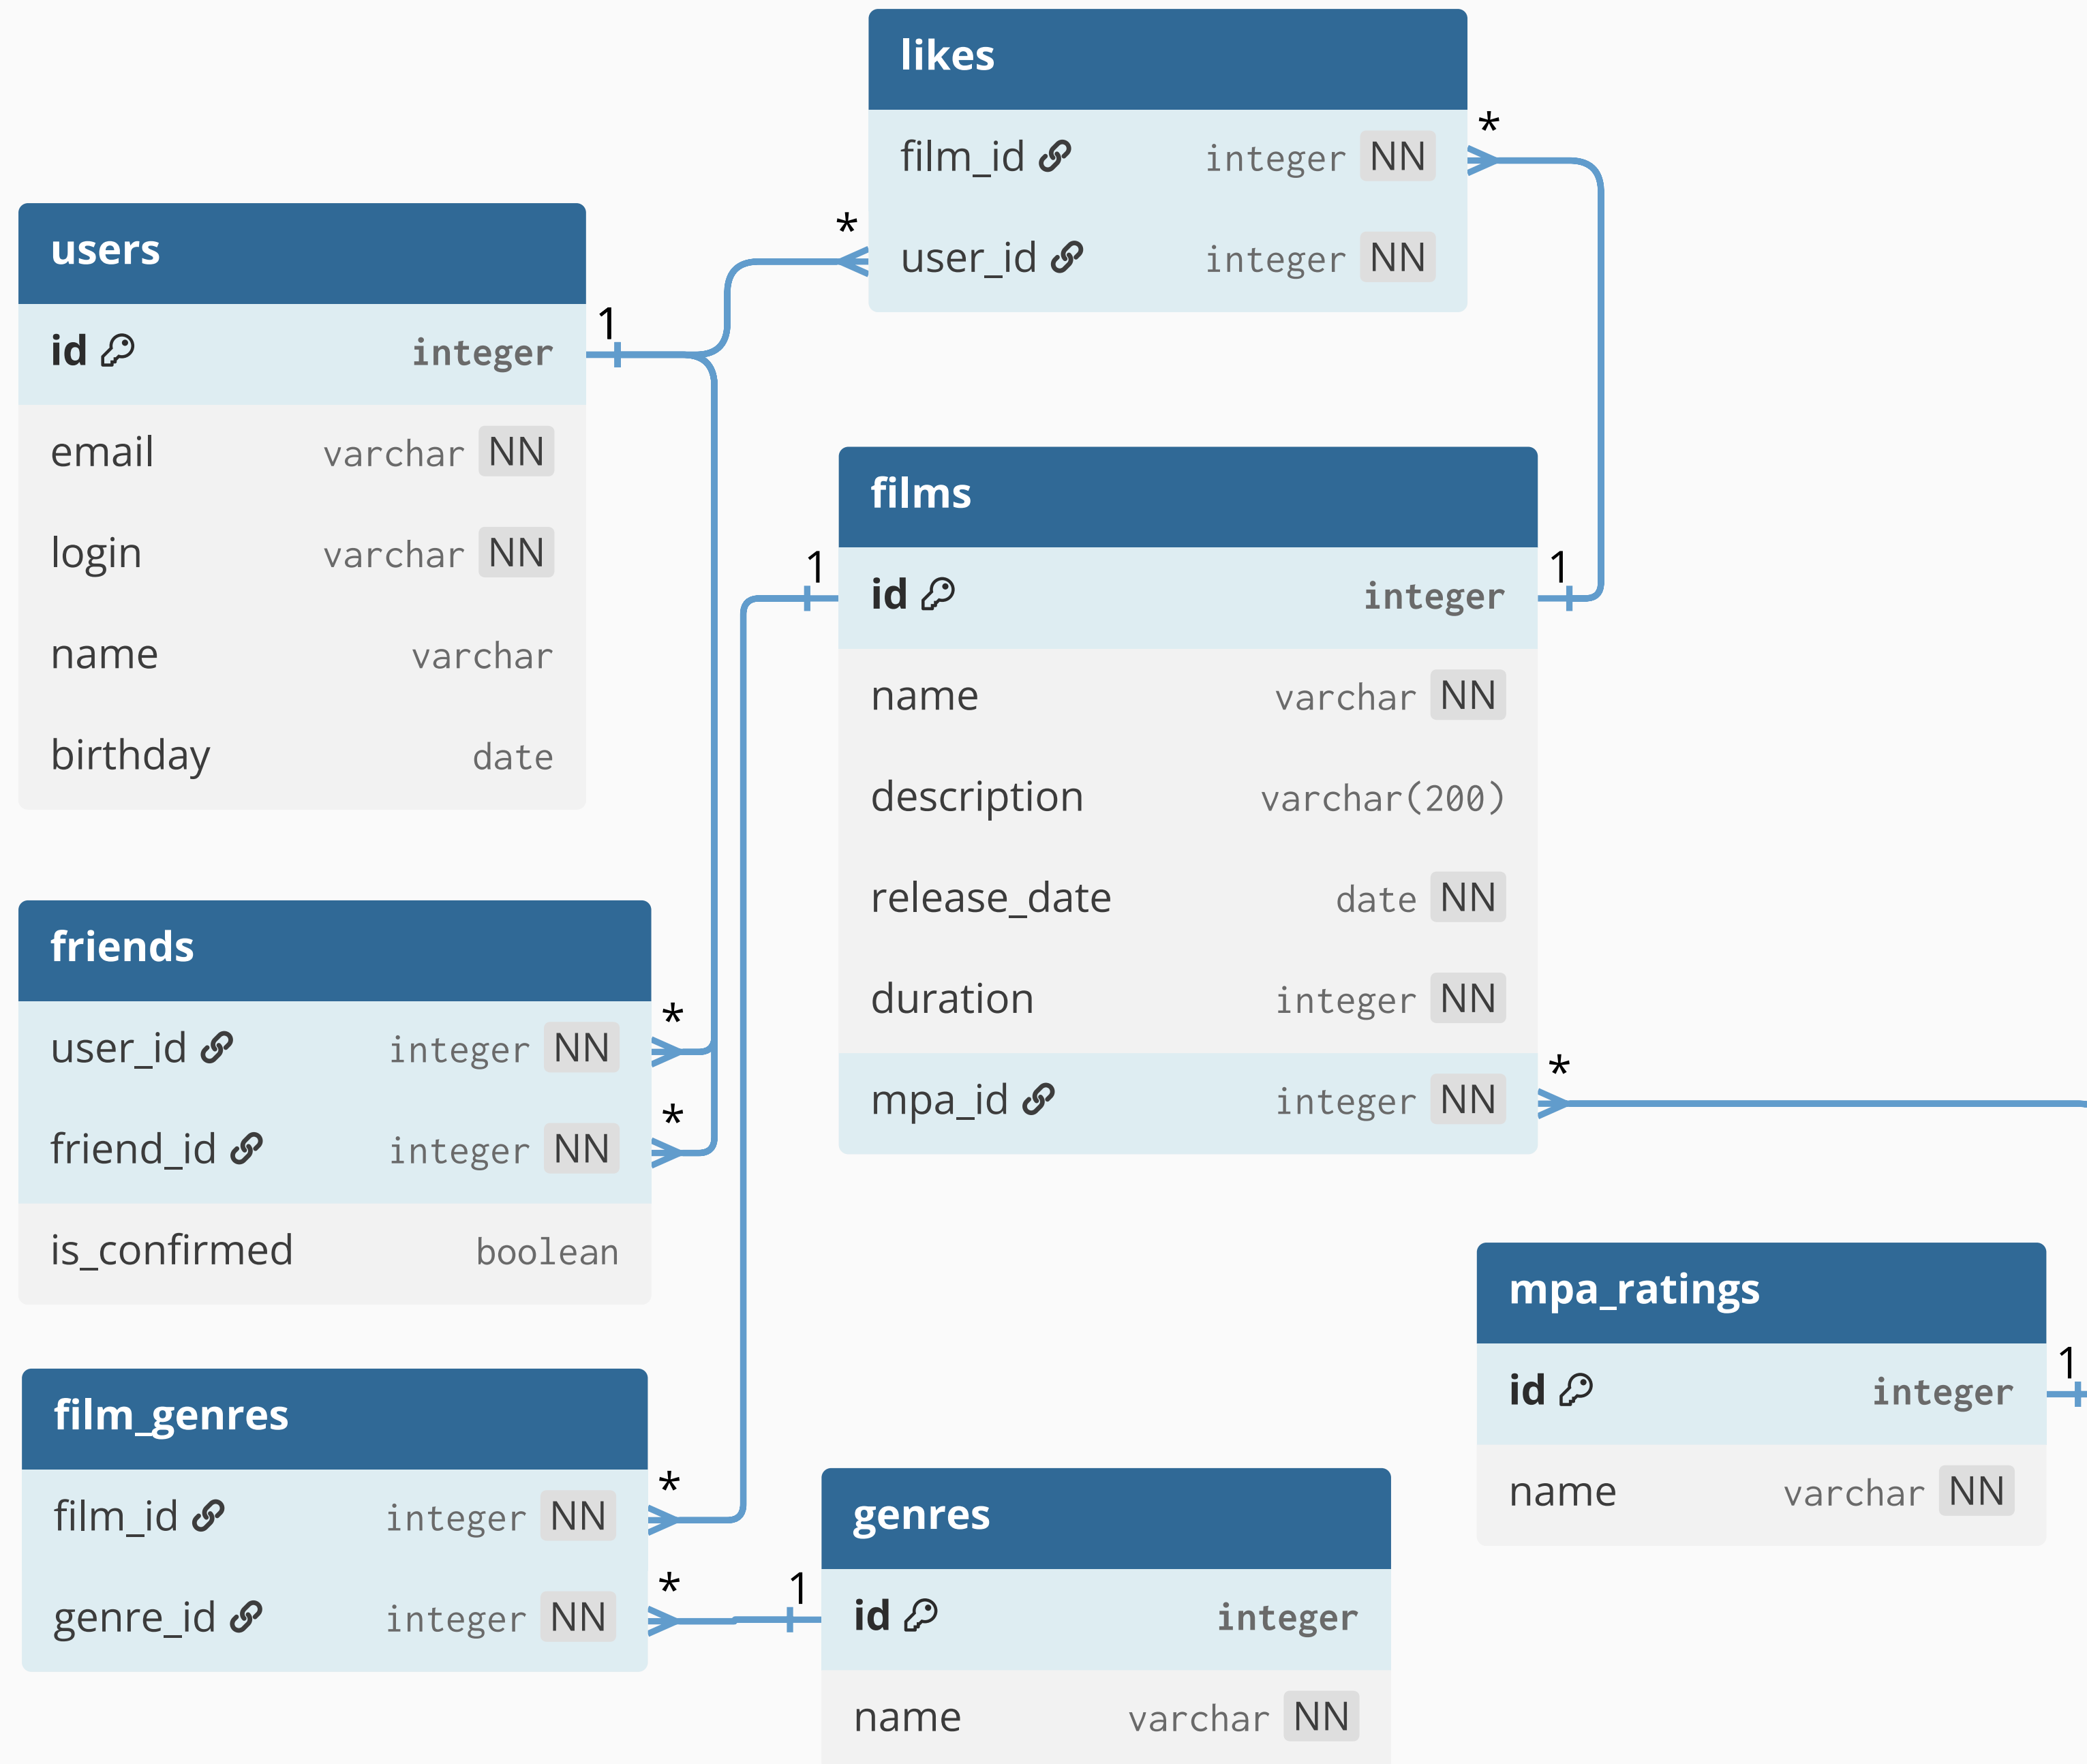 likes
film_id integer NN
*
user_id integer NN
*
users
id integer
1
email varchar NN
login varchar NN
name varchar
birthday date
films
1
id integer
1
name varchar NN
description varchar(200)
release_date date NN
duration integer NN
mpa_id integer NN
*
friends
user_id integer NN
*
friend_id integer NN
*
is_confirmed boolean
mpa_ratings
id integer
1
name varchar NN
film_genres
film_id integer NN
*
genre_id integer NN
*
genres
1
id integer
name varchar NN